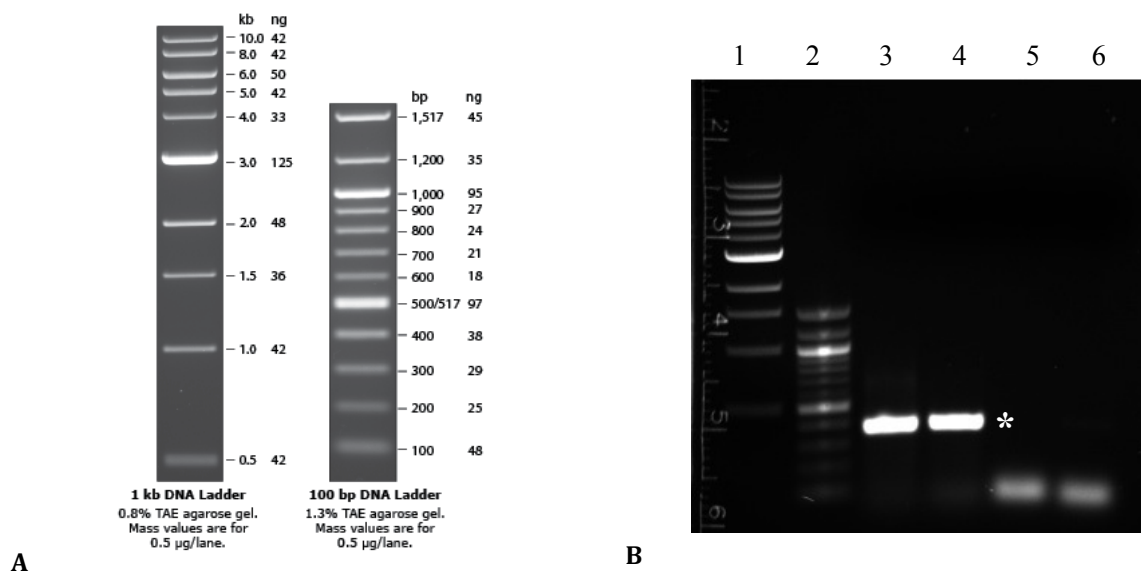 kb ng
10.0 42
8.0 42
6.0 50
5.0 42
4.0 33
3.0 125
2.0 48
1.5 36
1.0 42
0.5 42
1 kb DNA Ladder
0.8% TAE agarose gel.
Mass values are for
0.5 µg/lane.
bp ng
1,517 45
1,200 35
1,000 95
900 27
800 24
700 21
600 18
500/517 97
400 38
300 29
200 25
100 48
100 bp DNA Ladder
1.3% TAE agarose gel.
Mass values are for
0.5 µg/lane.
A
1 2 3 4 5 6
2
3
4
5
6
*
B